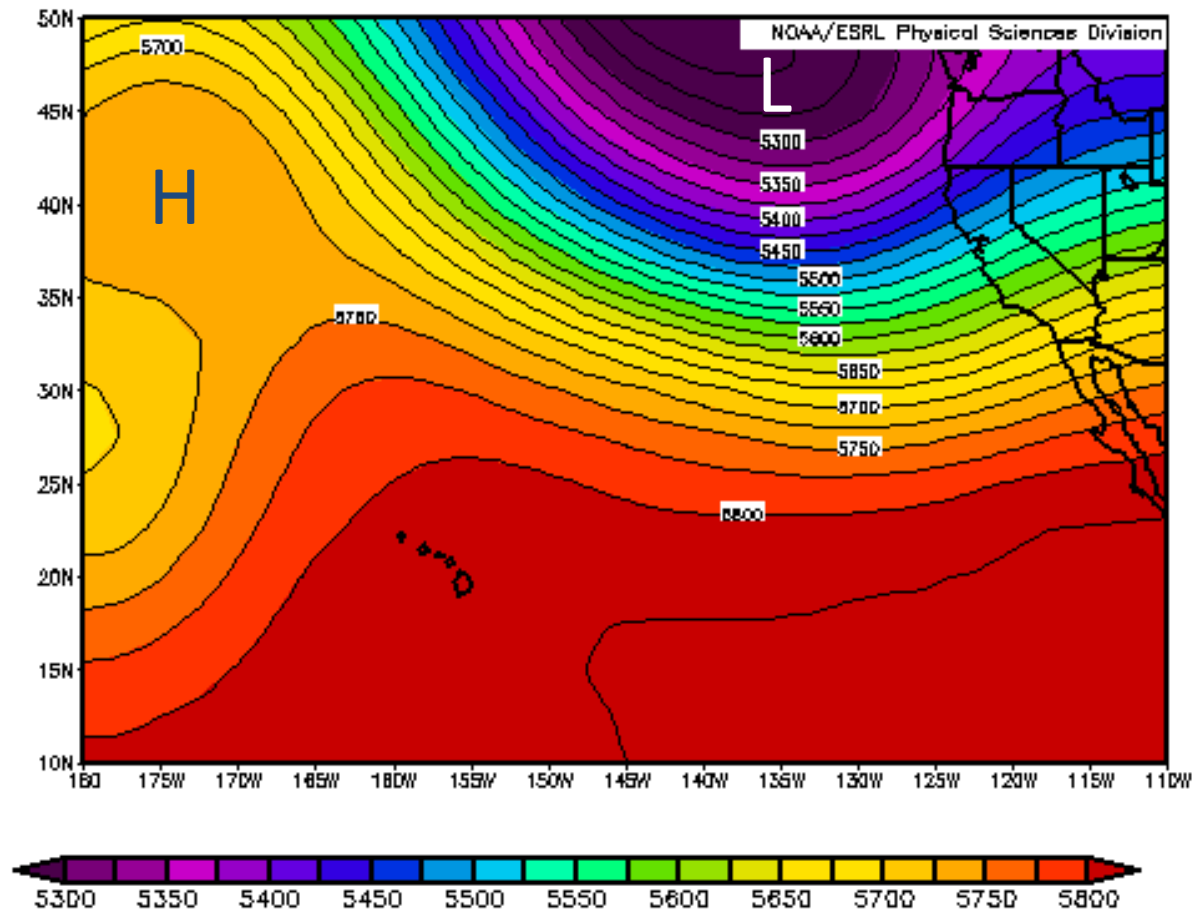 50N
NOAA/ESRL Physical Sciences Division
5700
L
45N
5300
5350
H
40N
5400
5450
5500
35N
5550
5750
5600
5650
30N
5700
5750
25N
5800
20N
15N
10N
180 175W 170W 165W 160W 155W 150W 145W 140W 135W 130W 125W 120W 115W 110W
5300 5350 5400 5450 5500 5550 5600 5650 5700 5750 5800